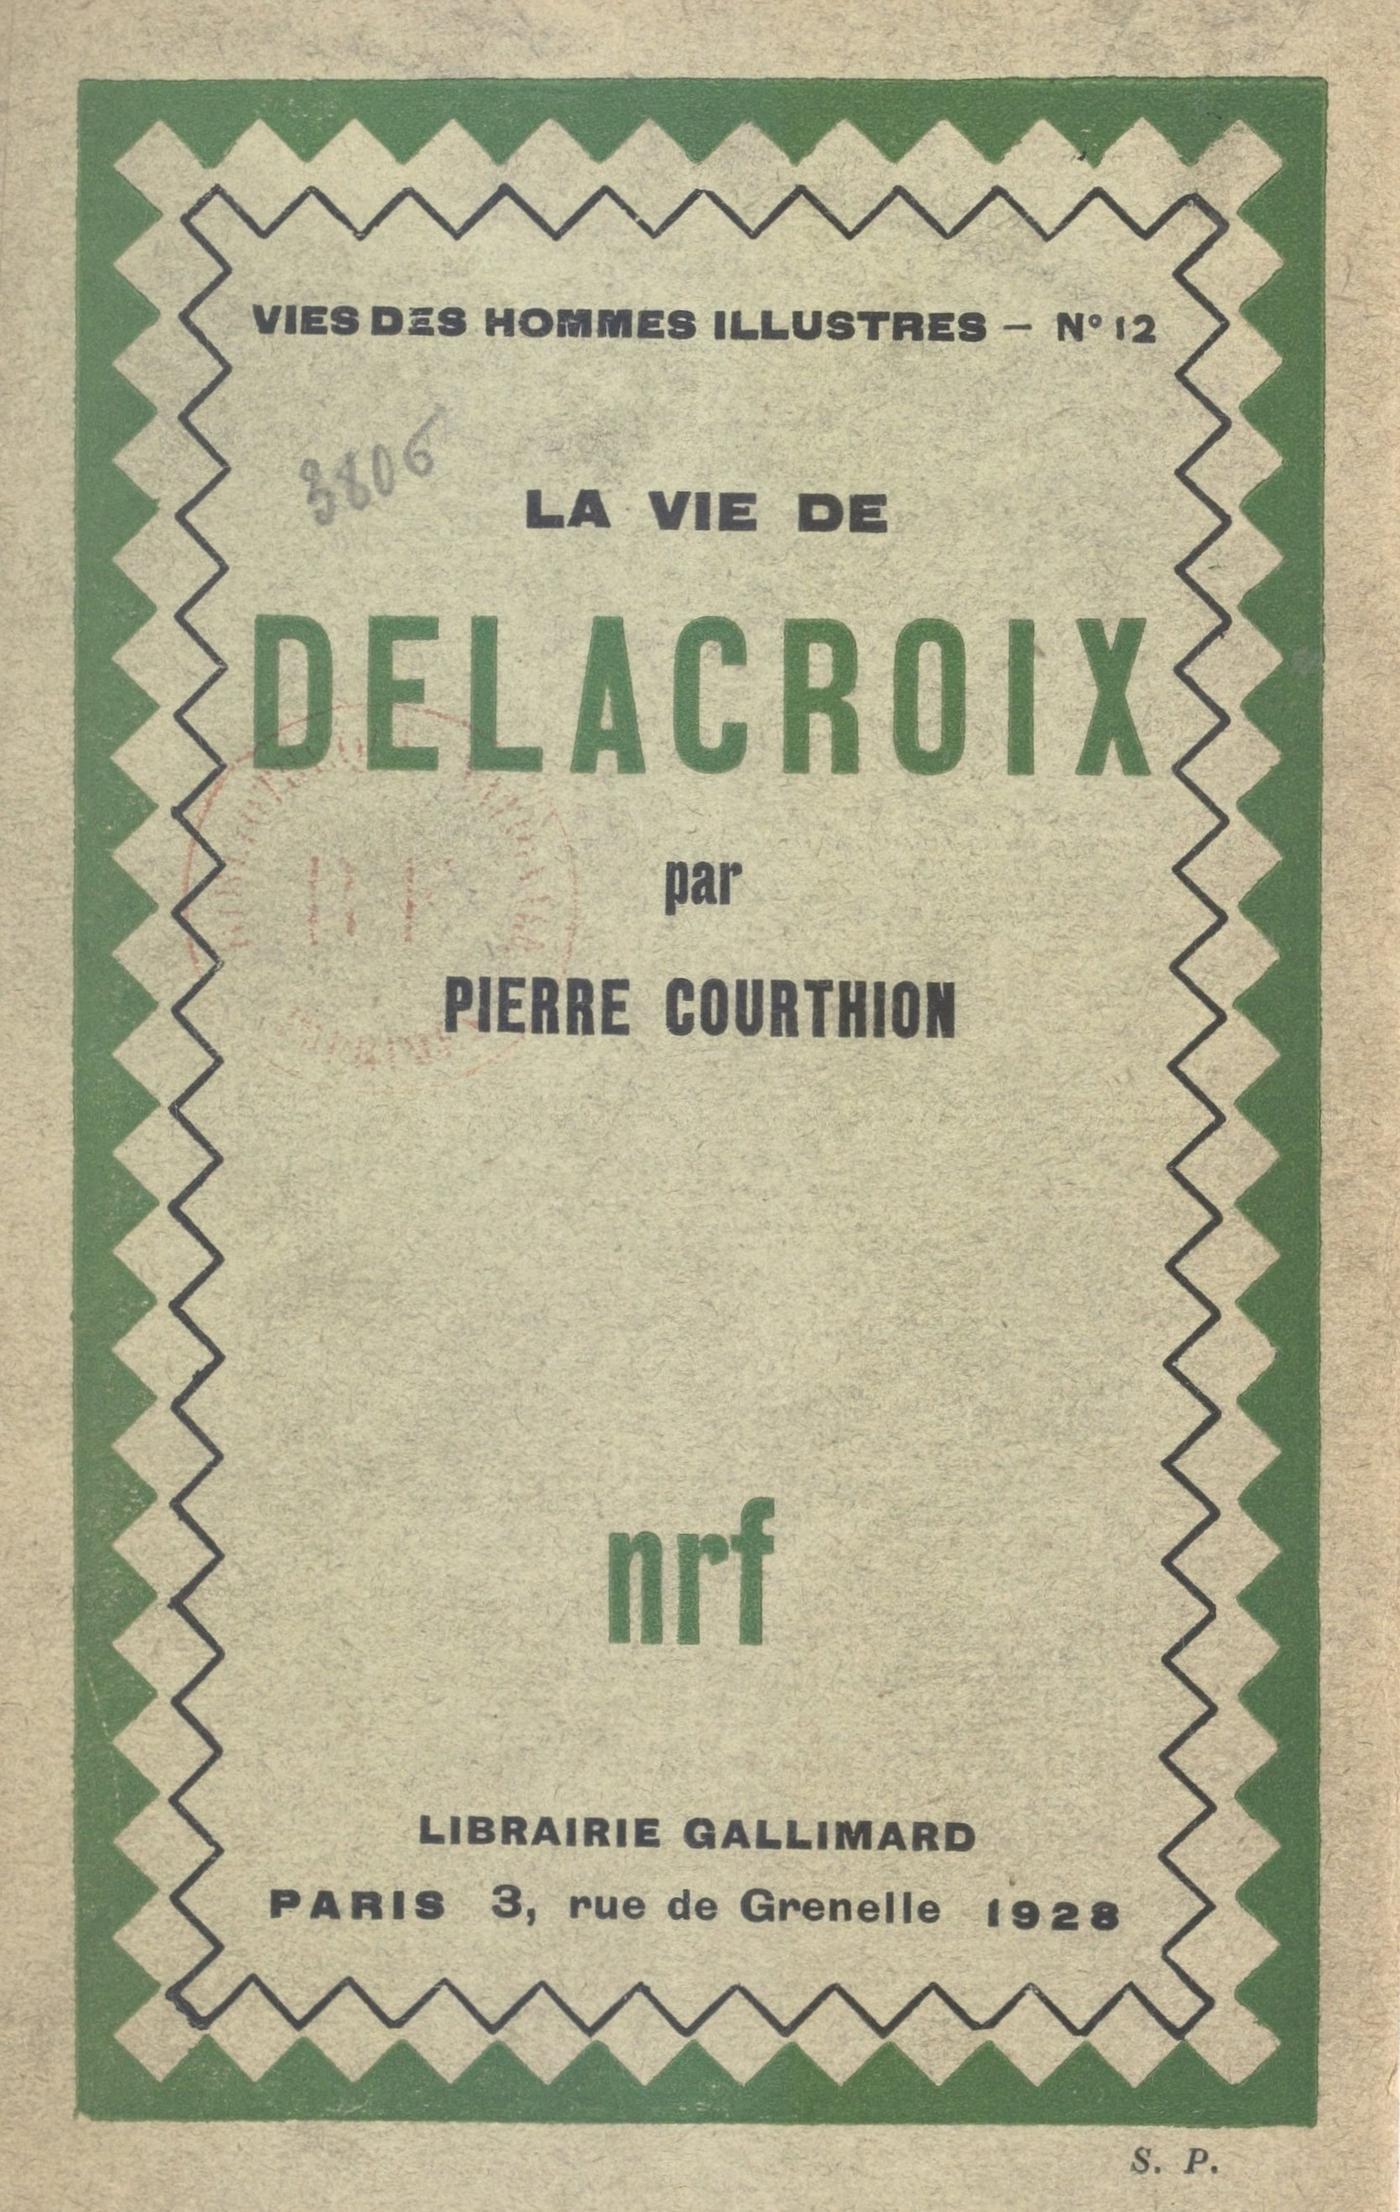 VIES DES HOMMES ILLUSTRES — N° 12
3806
LA VIE DE
DELACROIX
par
PIERRE COURTHION
nrf
LIBRAIRIE GALLIMARD
PARIS 3, rue de Grenelle 1928
S. P.